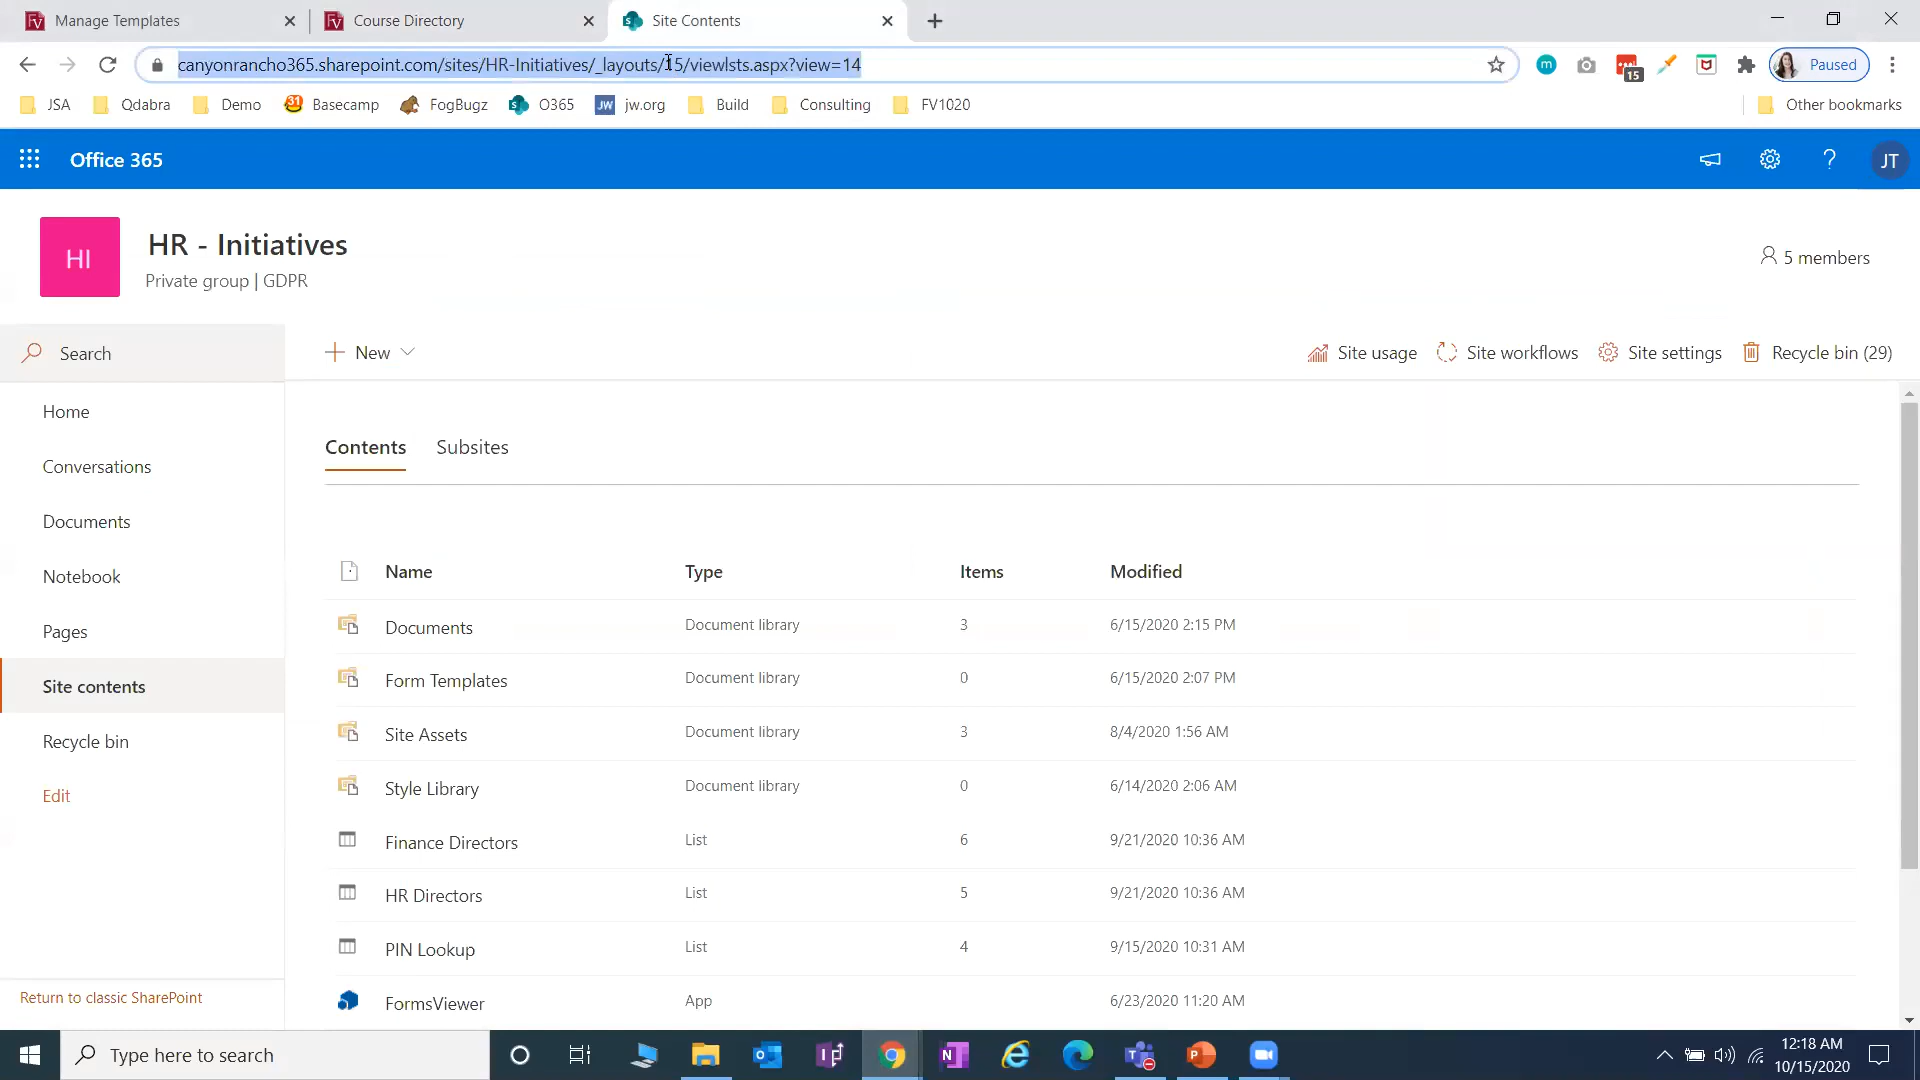 Manage Templates
Course Directory
Site Contents
canyonrancho365.sharepoint.com/sites/HR-Initiatives/_layouts/15/viewlsts.aspx?view=14
15
Paused
JSA
Qdabra
Demo
31
Basecamp
FogBugz
O365
JW
jw.org
Build
Consulting
FV1020
Other bookmarks
Office 365
JT
HI
HR - Initiatives
Private group | GDPR
5 members
Search
New
Site usage
Site workflows
Site settings
Recycle bin (29)
Home
Conversations
Documents
Notebook
Pages
Site contents
Recycle bin
Edit
Return to classic SharePoint
Contents
Subsites
Name Type Items Modified
Documents Document library 3 6/15/2020 2:15 PM
Form Templates Document library 0 6/15/2020 2:07 PM
Site Assets Document library 3 8/4/2020 1:56 AM
Style Library Document library 0 6/14/2020 2:06 AM
Finance Directors List 6 9/21/2020 10:36 AM
HR Directors List 5 9/21/2020 10:36 AM
PIN Lookup List 4 9/15/2020 10:31 AM
FormsViewer App 6/23/2020 11:20 AM
Type here to search
12:18 AM
10/15/2020